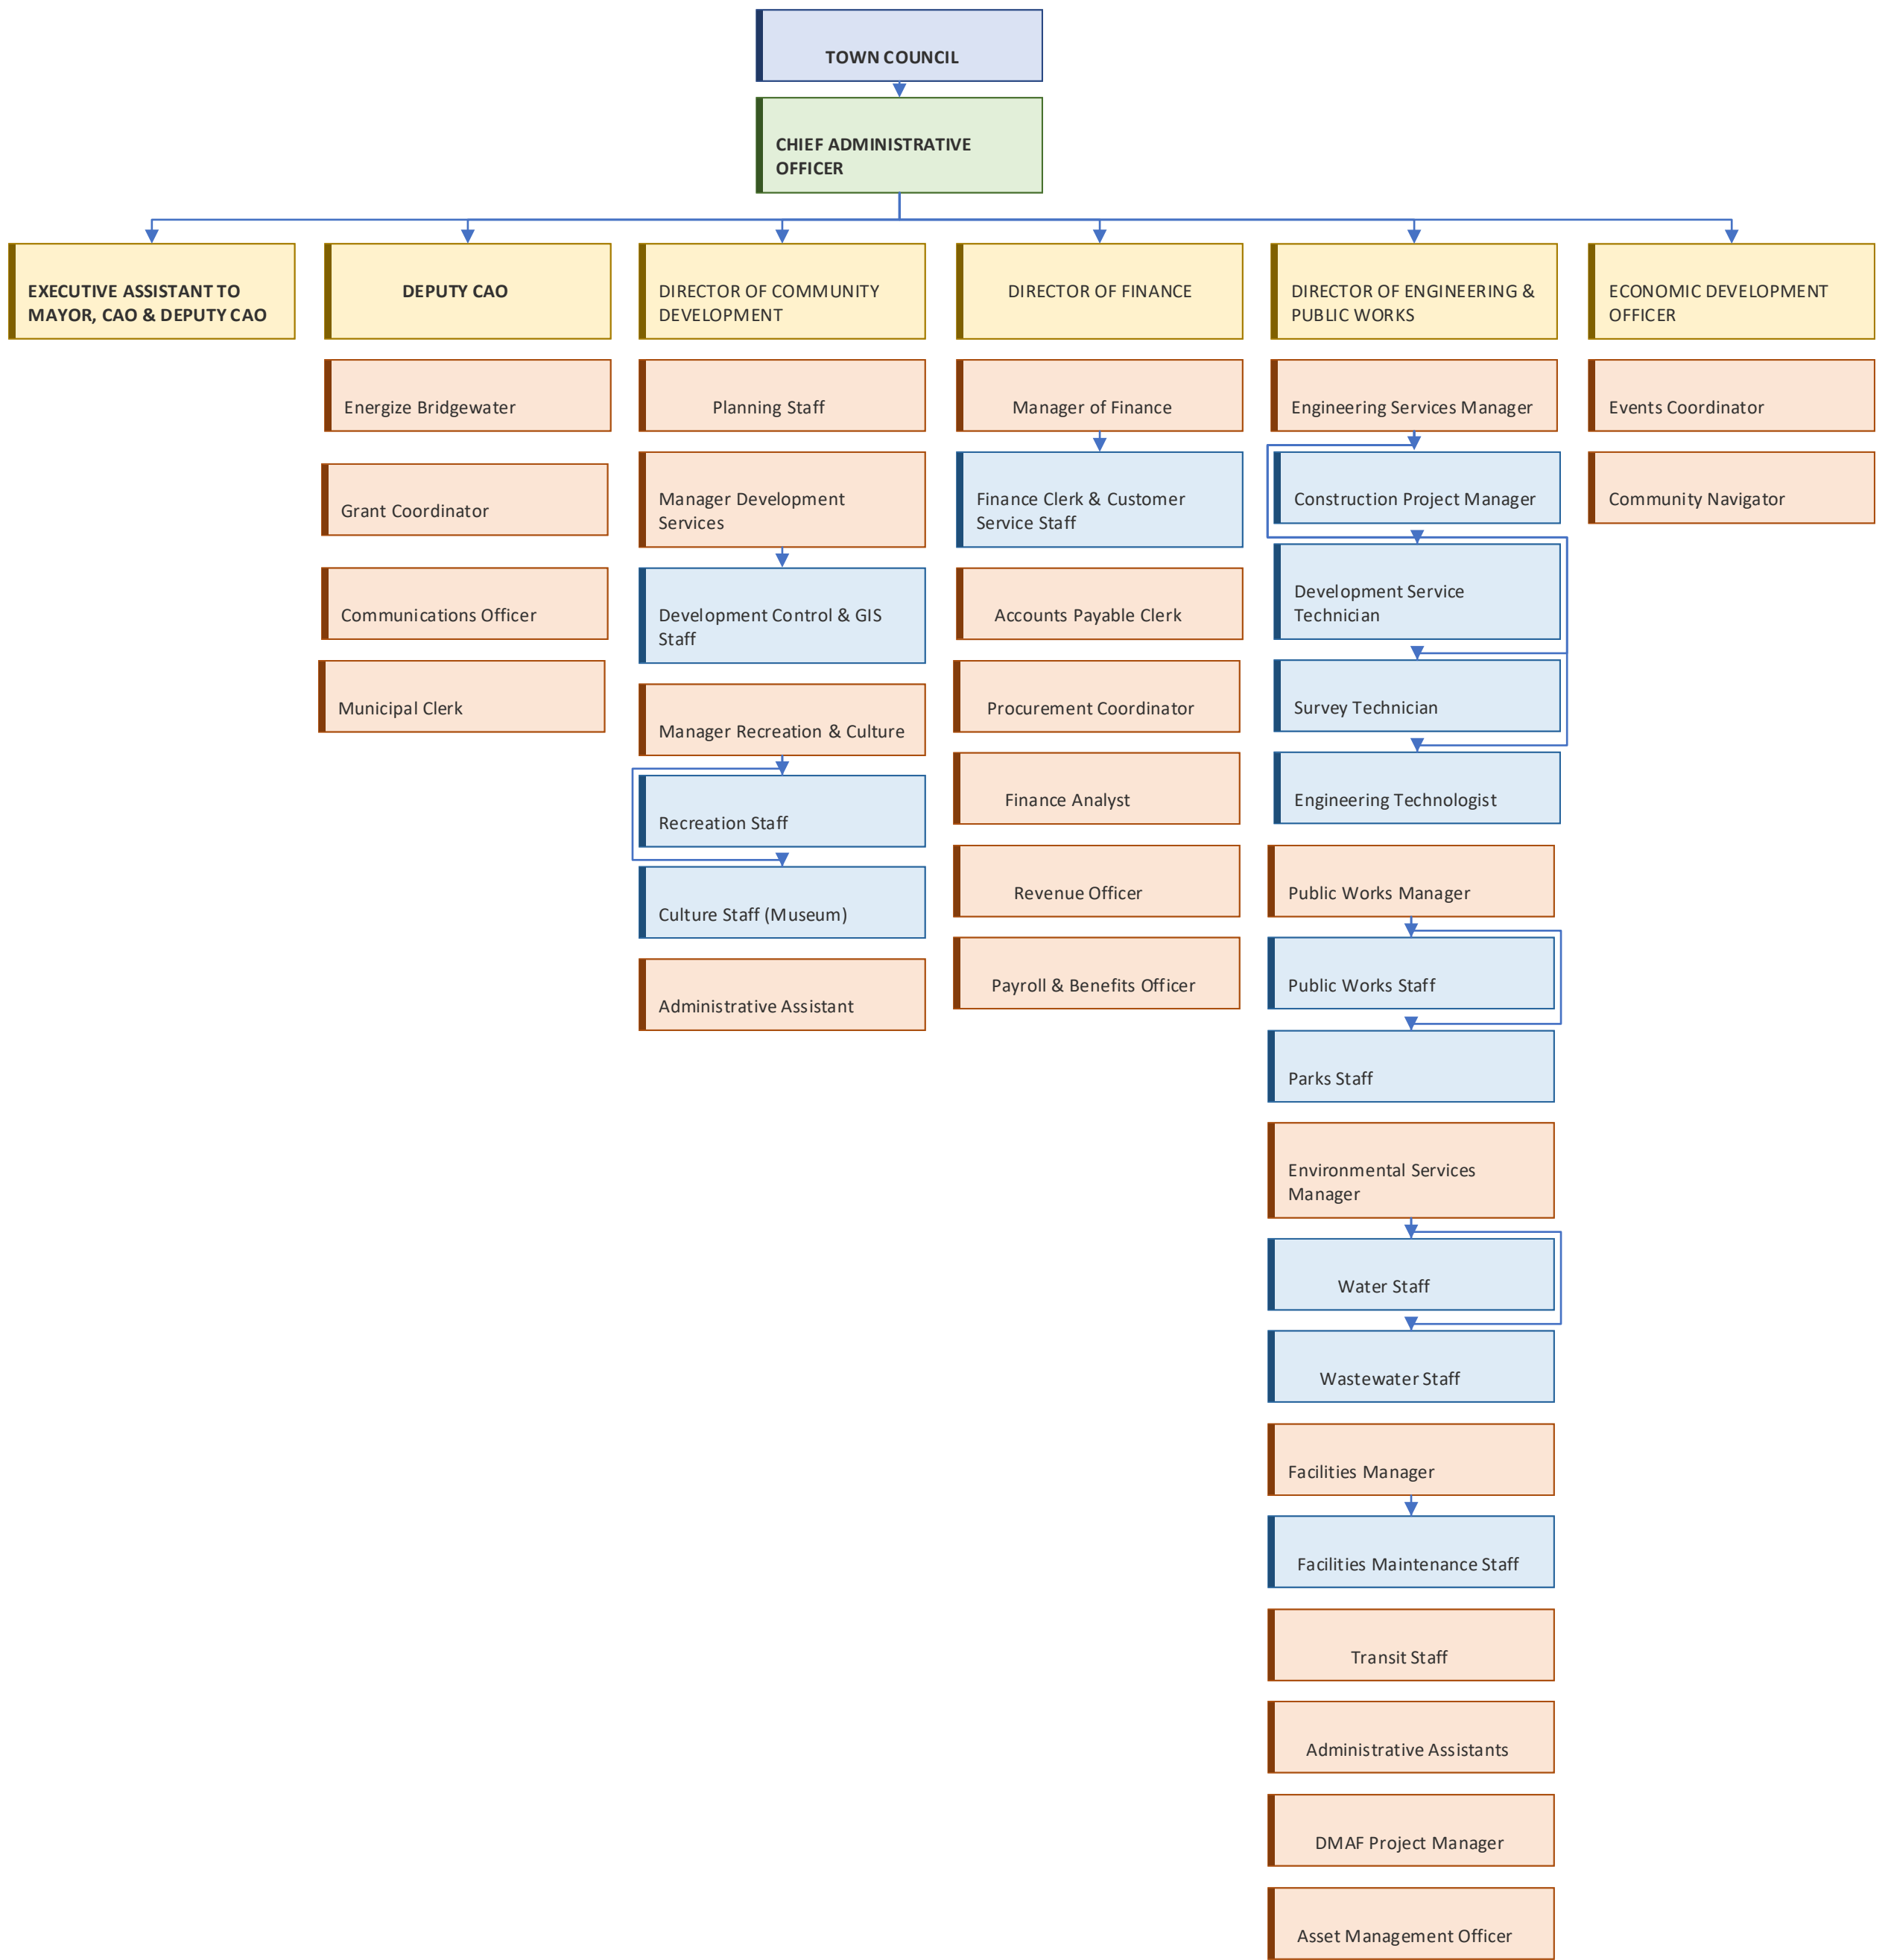 TOWN COUNCIL
CHIEF ADMINISTRATIVE
OFFICER
EXECUTIVE ASSISTANT TO
MAYOR, CAO & DEPUTY CAO
DEPUTY CAO
Energize Bridgewater
Grant Coordinator
Communications Officer
Municipal Clerk
DIRECTOR OF COMMUNITY
DEVELOPMENT
Planning Staff
Manager Development
Services
Development Control & GIS
Staff
Manager Recreation & Culture
Recreation Staff
Culture Staff (Museum)
Administrative Assistant
DIRECTOR OF FINANCE
Manager of Finance
Finance Clerk & Customer
Service Staff
Accounts Payable Clerk
Procurement Coordinator
Finance Analyst
Revenue Officer
Payroll & Benefits Officer
DIRECTOR OF ENGINEERING &
PUBLIC WORKS
Engineering Services Manager
Construction Project Manager
Development Service
Technician
Survey Technician
Engineering Technologist
Public Works Manager
Public Works Staff
Parks Staff
Environmental Services
Manager
Water Staff
Wastewater Staff
Facilities Manager
Facilities Maintenance Staff
Transit Staff
Administrative Assistants
DMAF Project Manager
Asset Management Officer
ECONOMIC DEVELOPMENT
OFFICER
Events Coordinator
Community Navigator